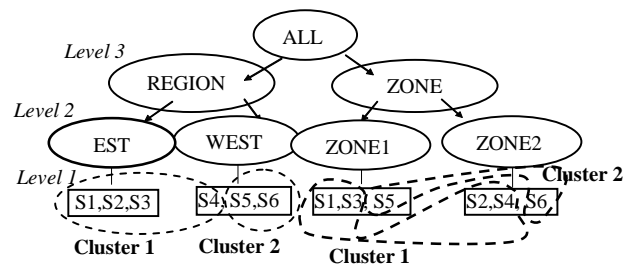 ALL
Level 3
REGION
ZONE
Level 2
EST
WEST
ZONE1
ZONE2
Level 1
Cluster 2
S1,S2,S3
S4,S5,S6
S1,S3,S5
S2,S4,S6
Cluster 1
Cluster 2
Cluster 1